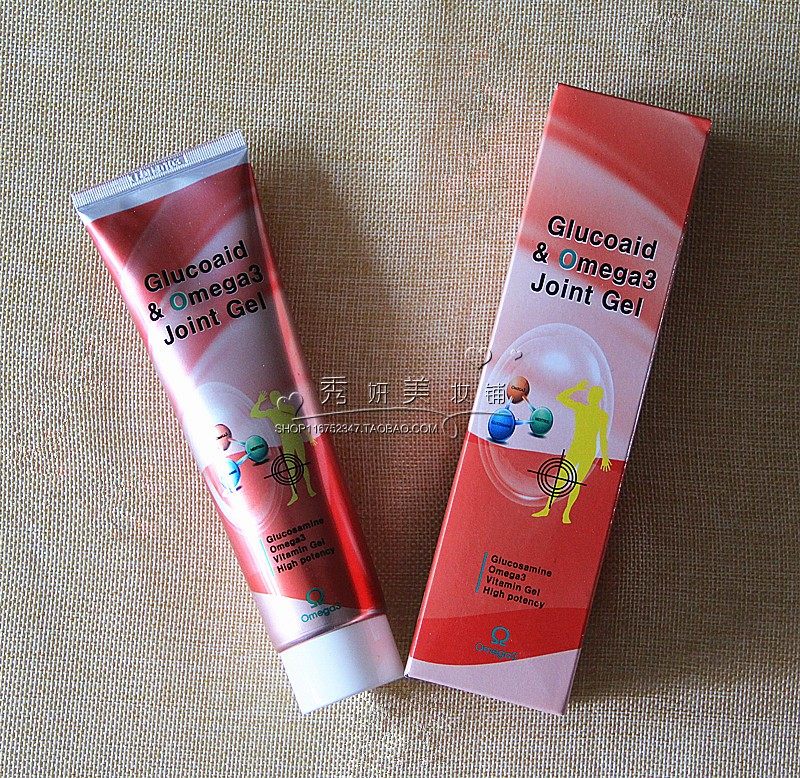 Glucoaid
& Omega3
Joint Gel
Glucosamine
Omega3
Vitamin Gel
High potency
Omega3
Glucoaid
& Omega3
Joint Gel
Glucosamine
Omega3
Vitamin Gel
High potency
Omega3
秀妍美妆铺
SHOP116752347.TAOBAO.COM